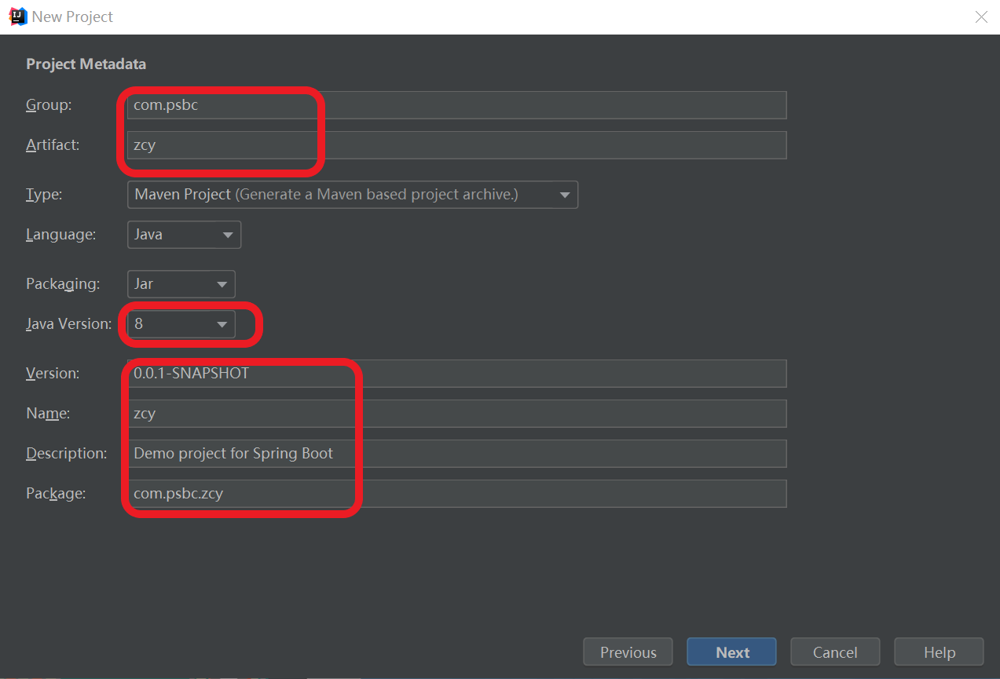 New Project
Project Metadata
Group: com.psbc
Artifact: zcy
Type: Maven Project (Generate a Maven based project archive.)
Language: Java
Packaging: Jar
Java Version: 8
Version: 0.0.1-SNAPSHOT
Name: zcy
Description: Demo project for Spring Boot
Package: com.psbc.zcy
Previous Next Cancel Help